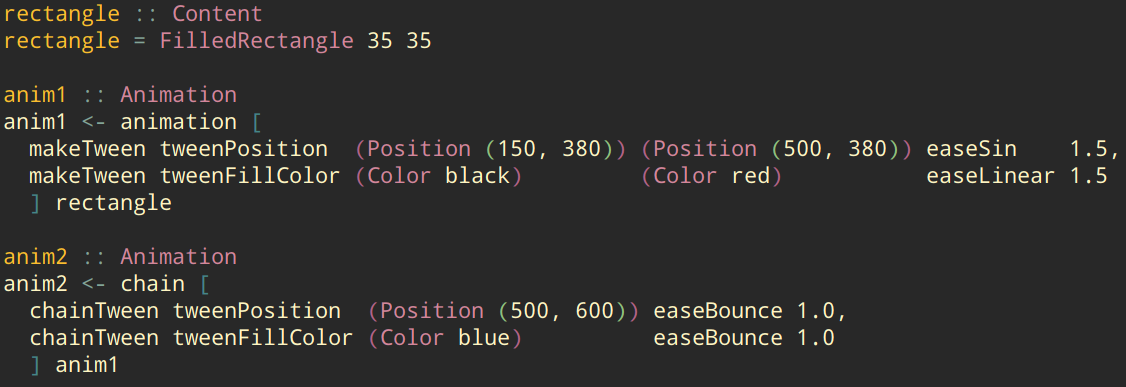 rectangle :: Content
rectangle = FilledRectangle 35 35

anim1 :: Animation
anim1 <- animation [
  makeTween tweenPosition  (Position (150, 380)) (Position (500, 380)) easeSin    1.5,
  makeTween tweenFillColor (Color black)         (Color red)           easeLinear 1.5
  ] rectangle

anim2 :: Animation
anim2 <- chain [
  chainTween tweenPosition  (Position (500, 600)) easeBounce 1.0,
  chainTween tweenFillColor (Color blue)          easeBounce 1.0
  ] anim1